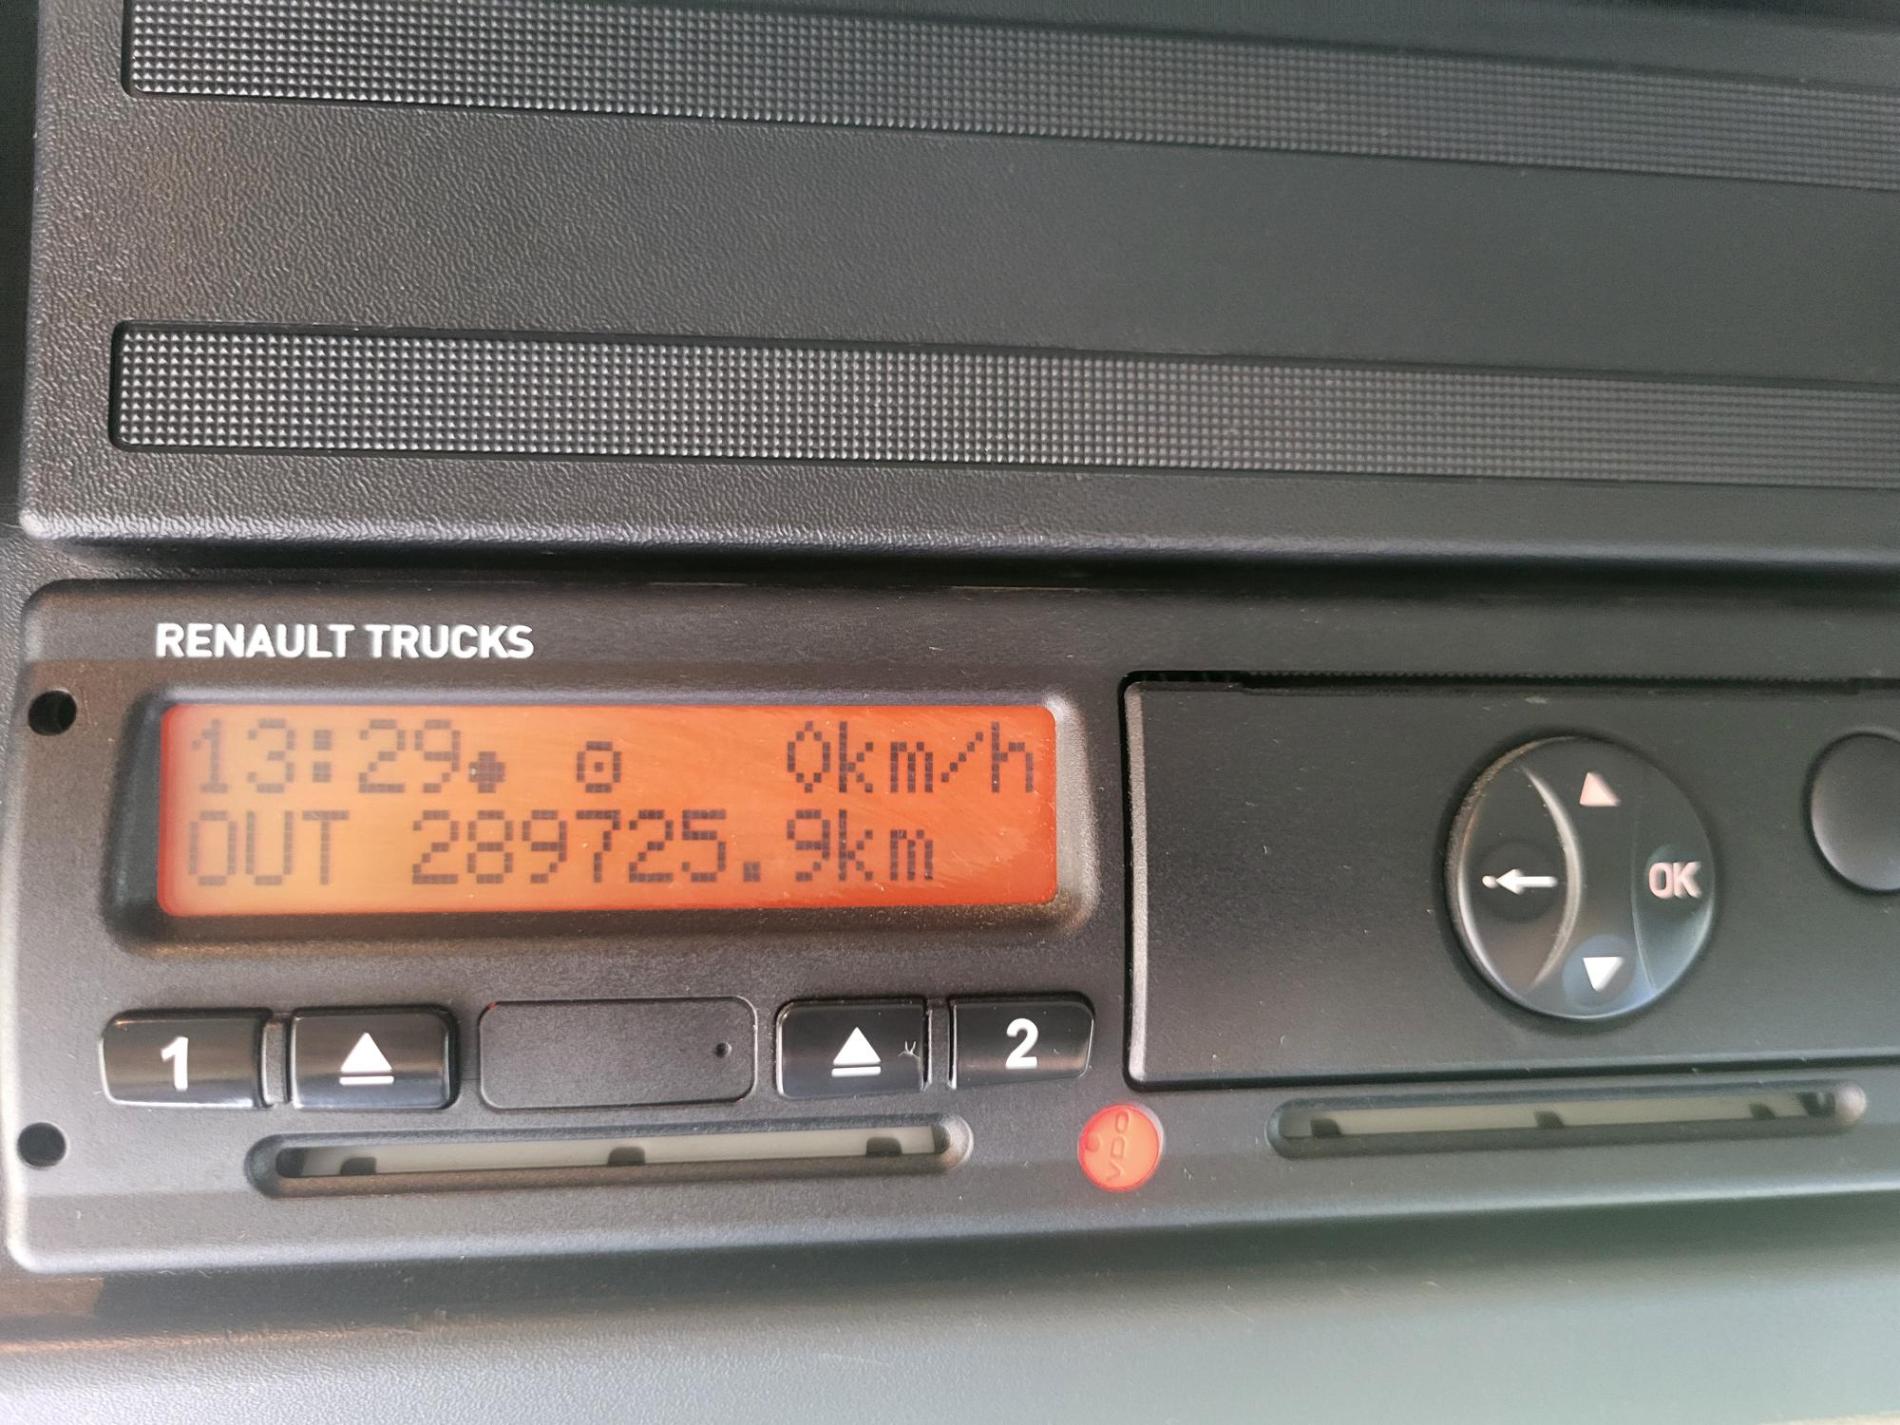 RENAULT TRUCKS
13:29 0km/h
OUT 289725.9km
OK
1 2
VDO